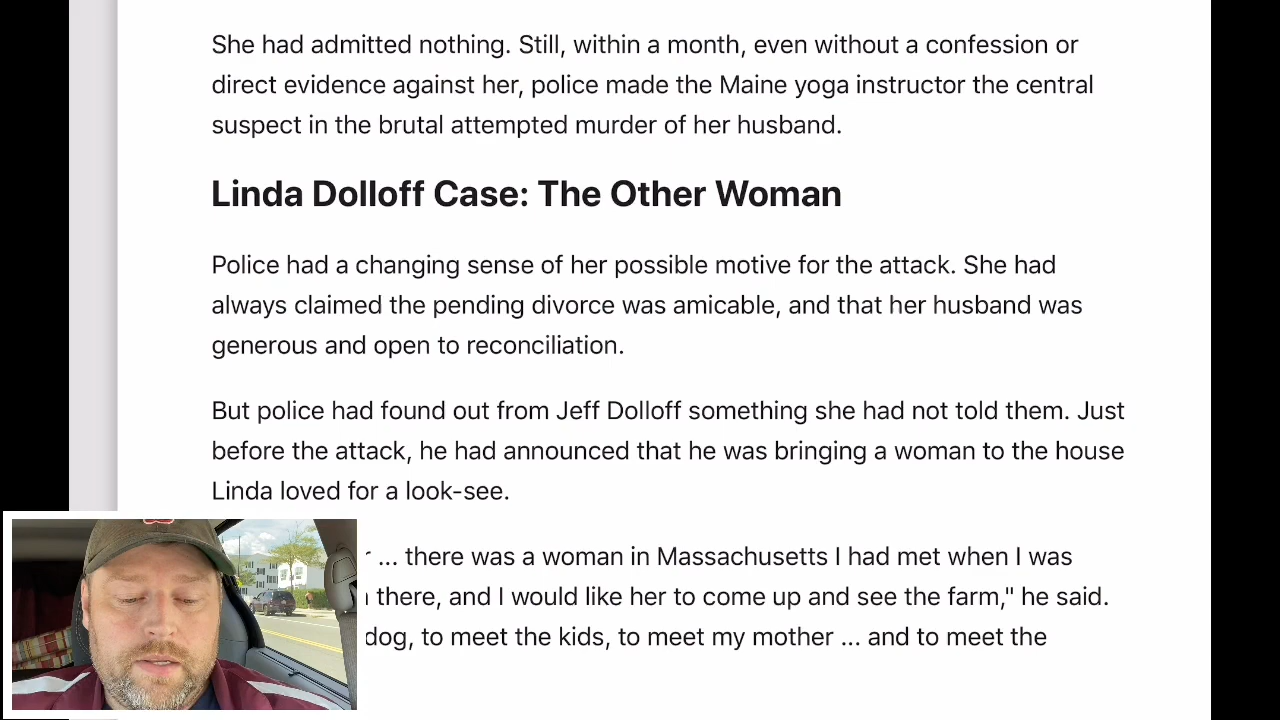 She had admitted nothing. Still, within a month, even without a confession or
direct evidence against her, police made the Maine yoga instructor the central
suspect in the brutal attempted murder of her husband.
Linda Dolloff Case: The Other Woman
Police had a changing sense of her possible motive for the attack. She had
always claimed the pending divorce was amicable, and that her husband was
generous and open to reconciliation.
But police had found out from Jeff Dolloff something she had not told them. Just
before the attack, he had announced that he was bringing a woman to the house
Linda loved for a look-see.
... there was a woman in Massachusetts I had met when I was
there, and I would like her to come up and see the farm," he said.
dog, to meet the kids, to meet my mother ... and to meet the